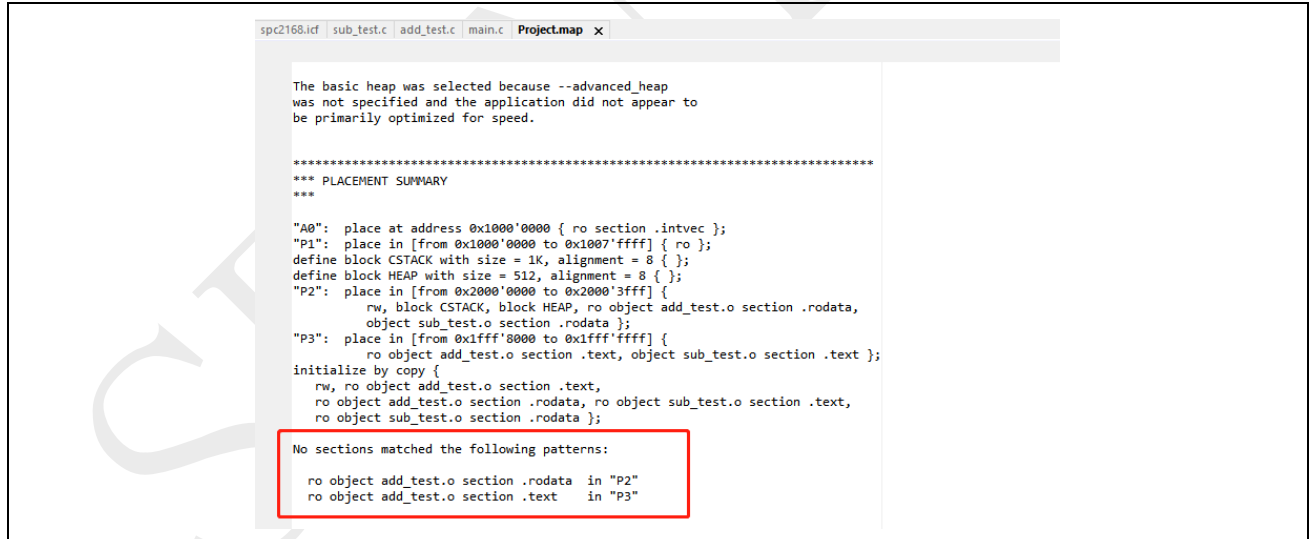 spc2168.icf sub_test.c add_test.c main.c Project.map x
The basic heap was selected because --advanced_heap
was not specified and the application did not appear to
be primarily optimized for speed.
*******************************************************************************
*** PLACEMENT SUMMARY
***
"A0":  place at address 0x1000'0000 { ro section .intvec };
"P1":  place in [from 0x1000'0000 to 0x1007'ffff] { ro };
define block CSTACK with size = 1K, alignment = 8 { };
define block HEAP with size = 512, alignment = 8 { };
"P2":  place in [from 0x2000'0000 to 0x2000'3fff] {
          rw, block CSTACK, block HEAP, ro object add_test.o section .rodata,
          object sub_test.o section .rodata };
"P3":  place in [from 0x1fff'8000 to 0x1fff'ffff] {
          ro object add_test.o section .text, object sub_test.o section .text };
initialize by copy {
   rw, ro object add_test.o section .text,
   ro object add_test.o section .rodata, ro object sub_test.o section .text,
   ro object sub_test.o section .rodata };
No sections matched the following patterns:
  ro object add_test.o section .rodata  in "P2"
  ro object add_test.o section .text    in "P3"